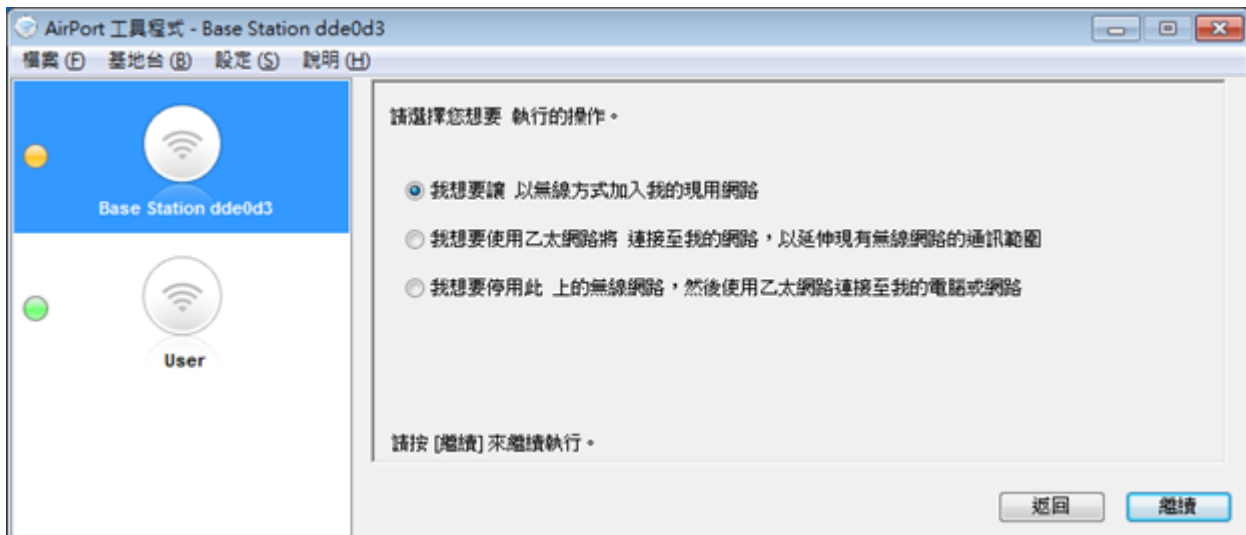 AirPort 工具程式 - Base Station dde0d3
檔案(F) 基地台(B) 設定(S) 說明(H)
Base Station dde0d3
User
請選擇您想要 執行的操作。
我想要讓 以無線方式加入我的現用網路
我想要使用乙太網路將 連接至我的網路，以延伸現有無線網路的通訊範圍
我想要停用此 上的無線網路，然後使用乙太網路連接至我的電腦或網路
請按 [繼續] 來繼續執行。
返回 繼續